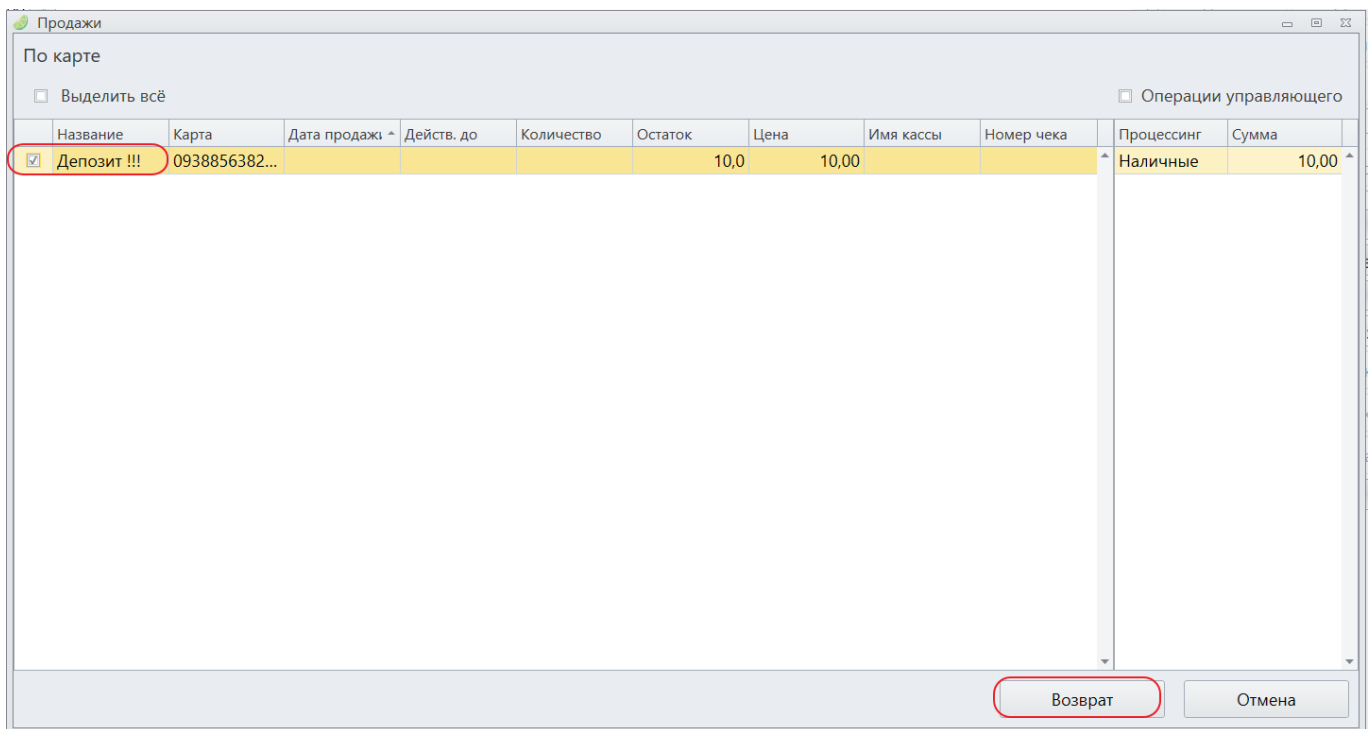 Продажи
По карте
Выделить всё
Операции управляющего
Название Карта Дата продажи Действ. до Количество Остаток Цена Имя кассы Номер чека Процессинг Сумма
Депозит !!! 0938856382... 10,0 10,00 Наличные 10,00
Возврат Отмена